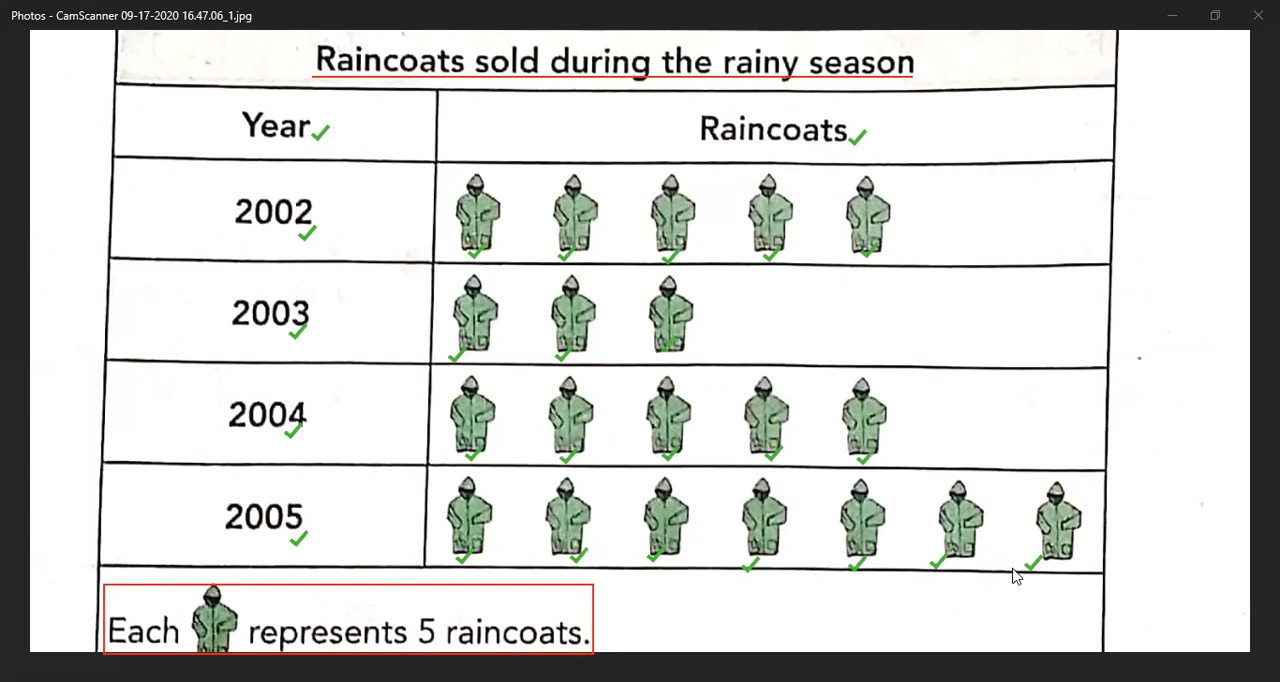 Photos - CamScanner 09-17-2020 16.47.06_1.jpg
Raincoats sold during the rainy season
Year Raincoats
2002
2003
2004
2005
Each represents 5 raincoats.